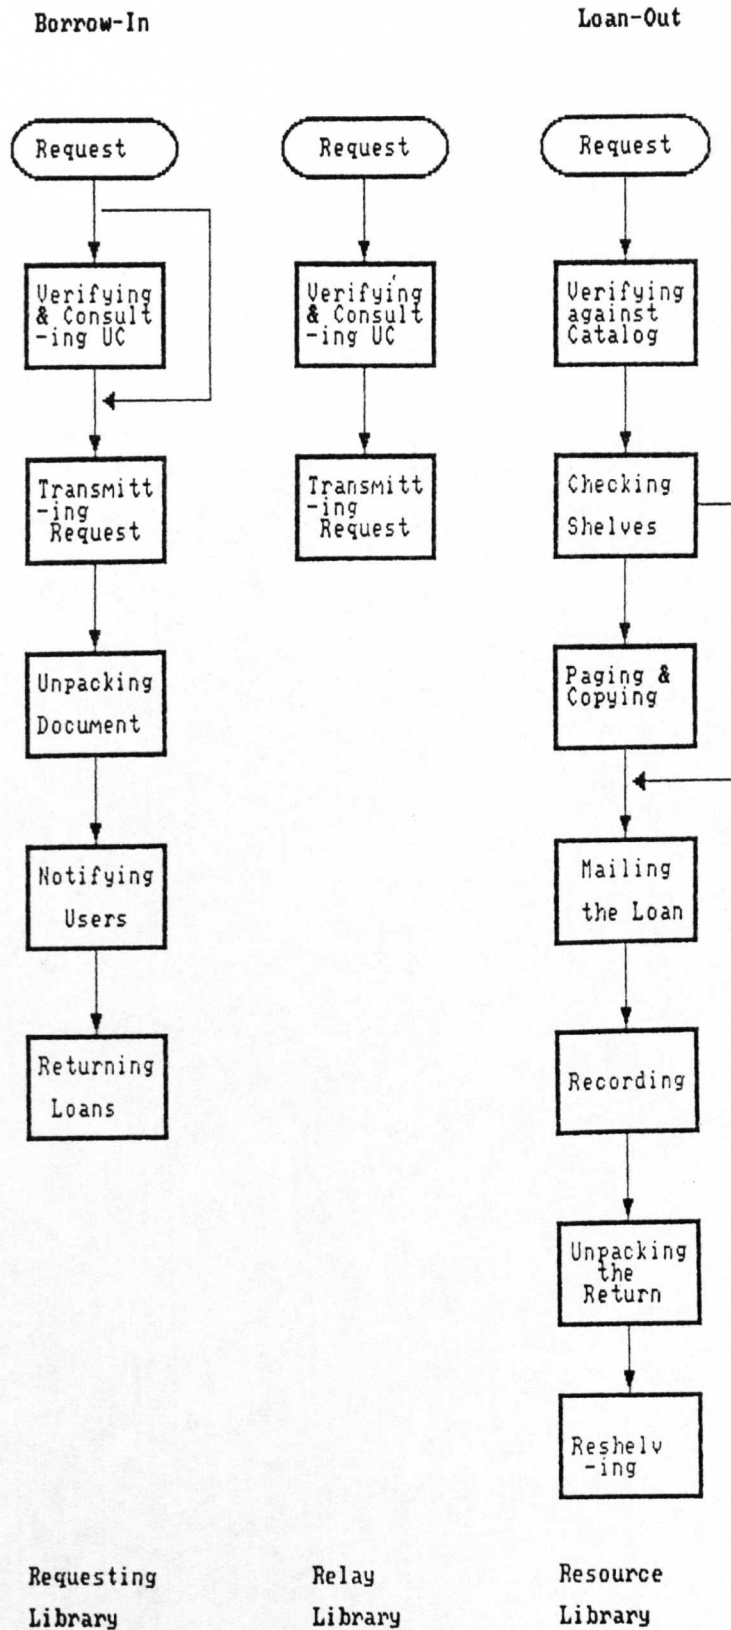 Borrow-In
Loan-Out
Request
Verifying
& Consult
-ing UC
Transmitt
-ing
Request
Unpacking
Document
Notifying
Users
Returning
Loans
Request
Verifying
& Consult
-ing UC
Transmitt
-ing
Request
Request
Verifying
against
Catalog
Checking
Shelves
Paging &
Copying
Mailing
the Loan
Recording
Unpacking
the
Return
Reshelv
-ing
Requesting
Library
Relay
Library
Resource
Library